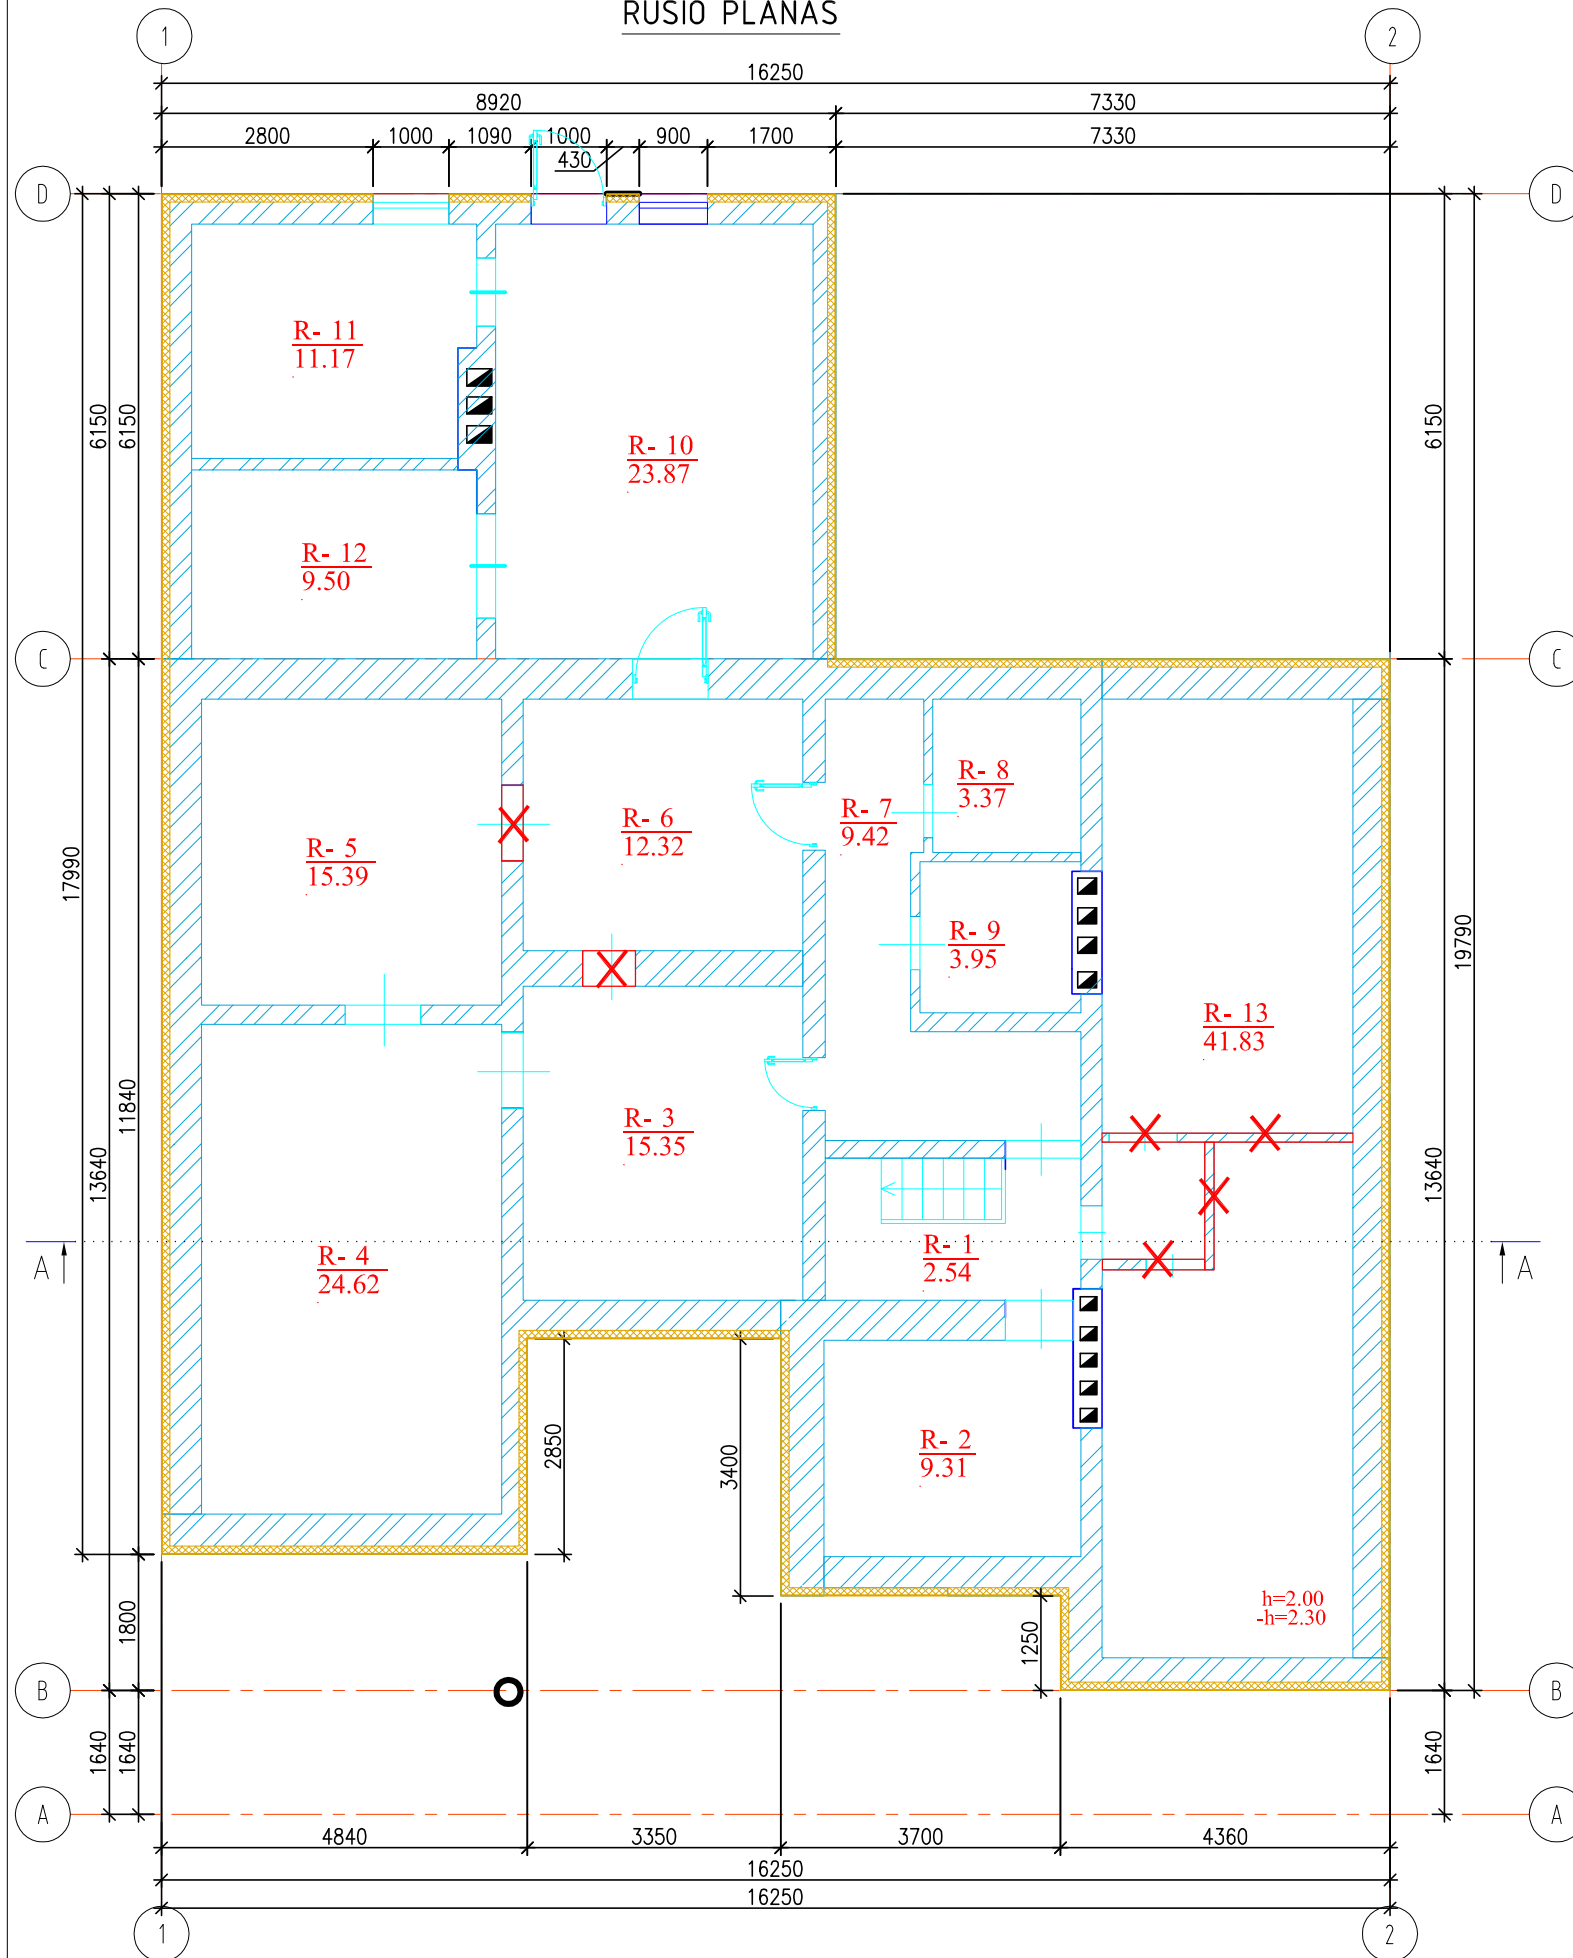 RUSIO PLANAS
1
2
16250
8920
7330
2800
1000
1090
1000
900
1700
7330
430
D
D
R- 11
11.17
6150
6150
R- 10
23.87
6150
R- 12
9.50
C
C
R- 8
3.37
R- 7
9.42
R- 6
12.32
R- 5
15.39
17990
R- 9
3.95
19790
R- 13
41.83
11840
R- 3
15.35
13640
13640
R- 1
2.54
A
R- 4
24.62
A
2850
3400
R- 2
9.31
h=2.00
-h=2.30
1800
1250
B
B
1640
1640
1640
A
A
4840
3350
3700
4360
16250
16250
1
2